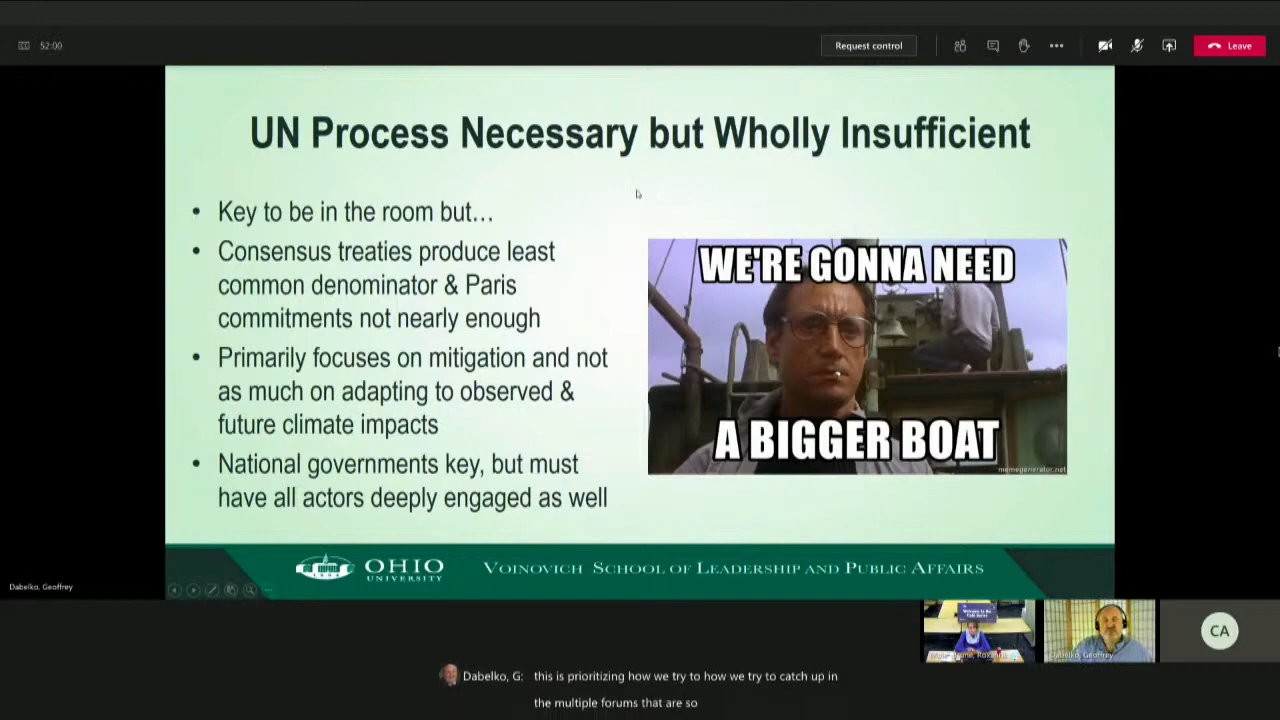 52:00
Request control
Leave
UN Process Necessary but Wholly Insufficient
• Key to be in the room but…
• Consensus treaties produce least
common denominator & Paris
commitments not nearly enough
• Primarily focuses on mitigation and not
as much on adapting to observed &
future climate impacts
• National governments key, but must
have all actors deeply engaged as well
WE'RE GONNA NEED
A BIGGER BOAT
memegenerator.net
OHIO
UNIVERSITY
VOINOVICH SCHOOL OF LEADERSHIP AND PUBLIC AFFAIRS
Dabelko, Geoffrey
Dabelko, Geoffrey
CA
Dabelko, G: this is prioritizing how we try to how we try to catch up in
the multiple forums that are so